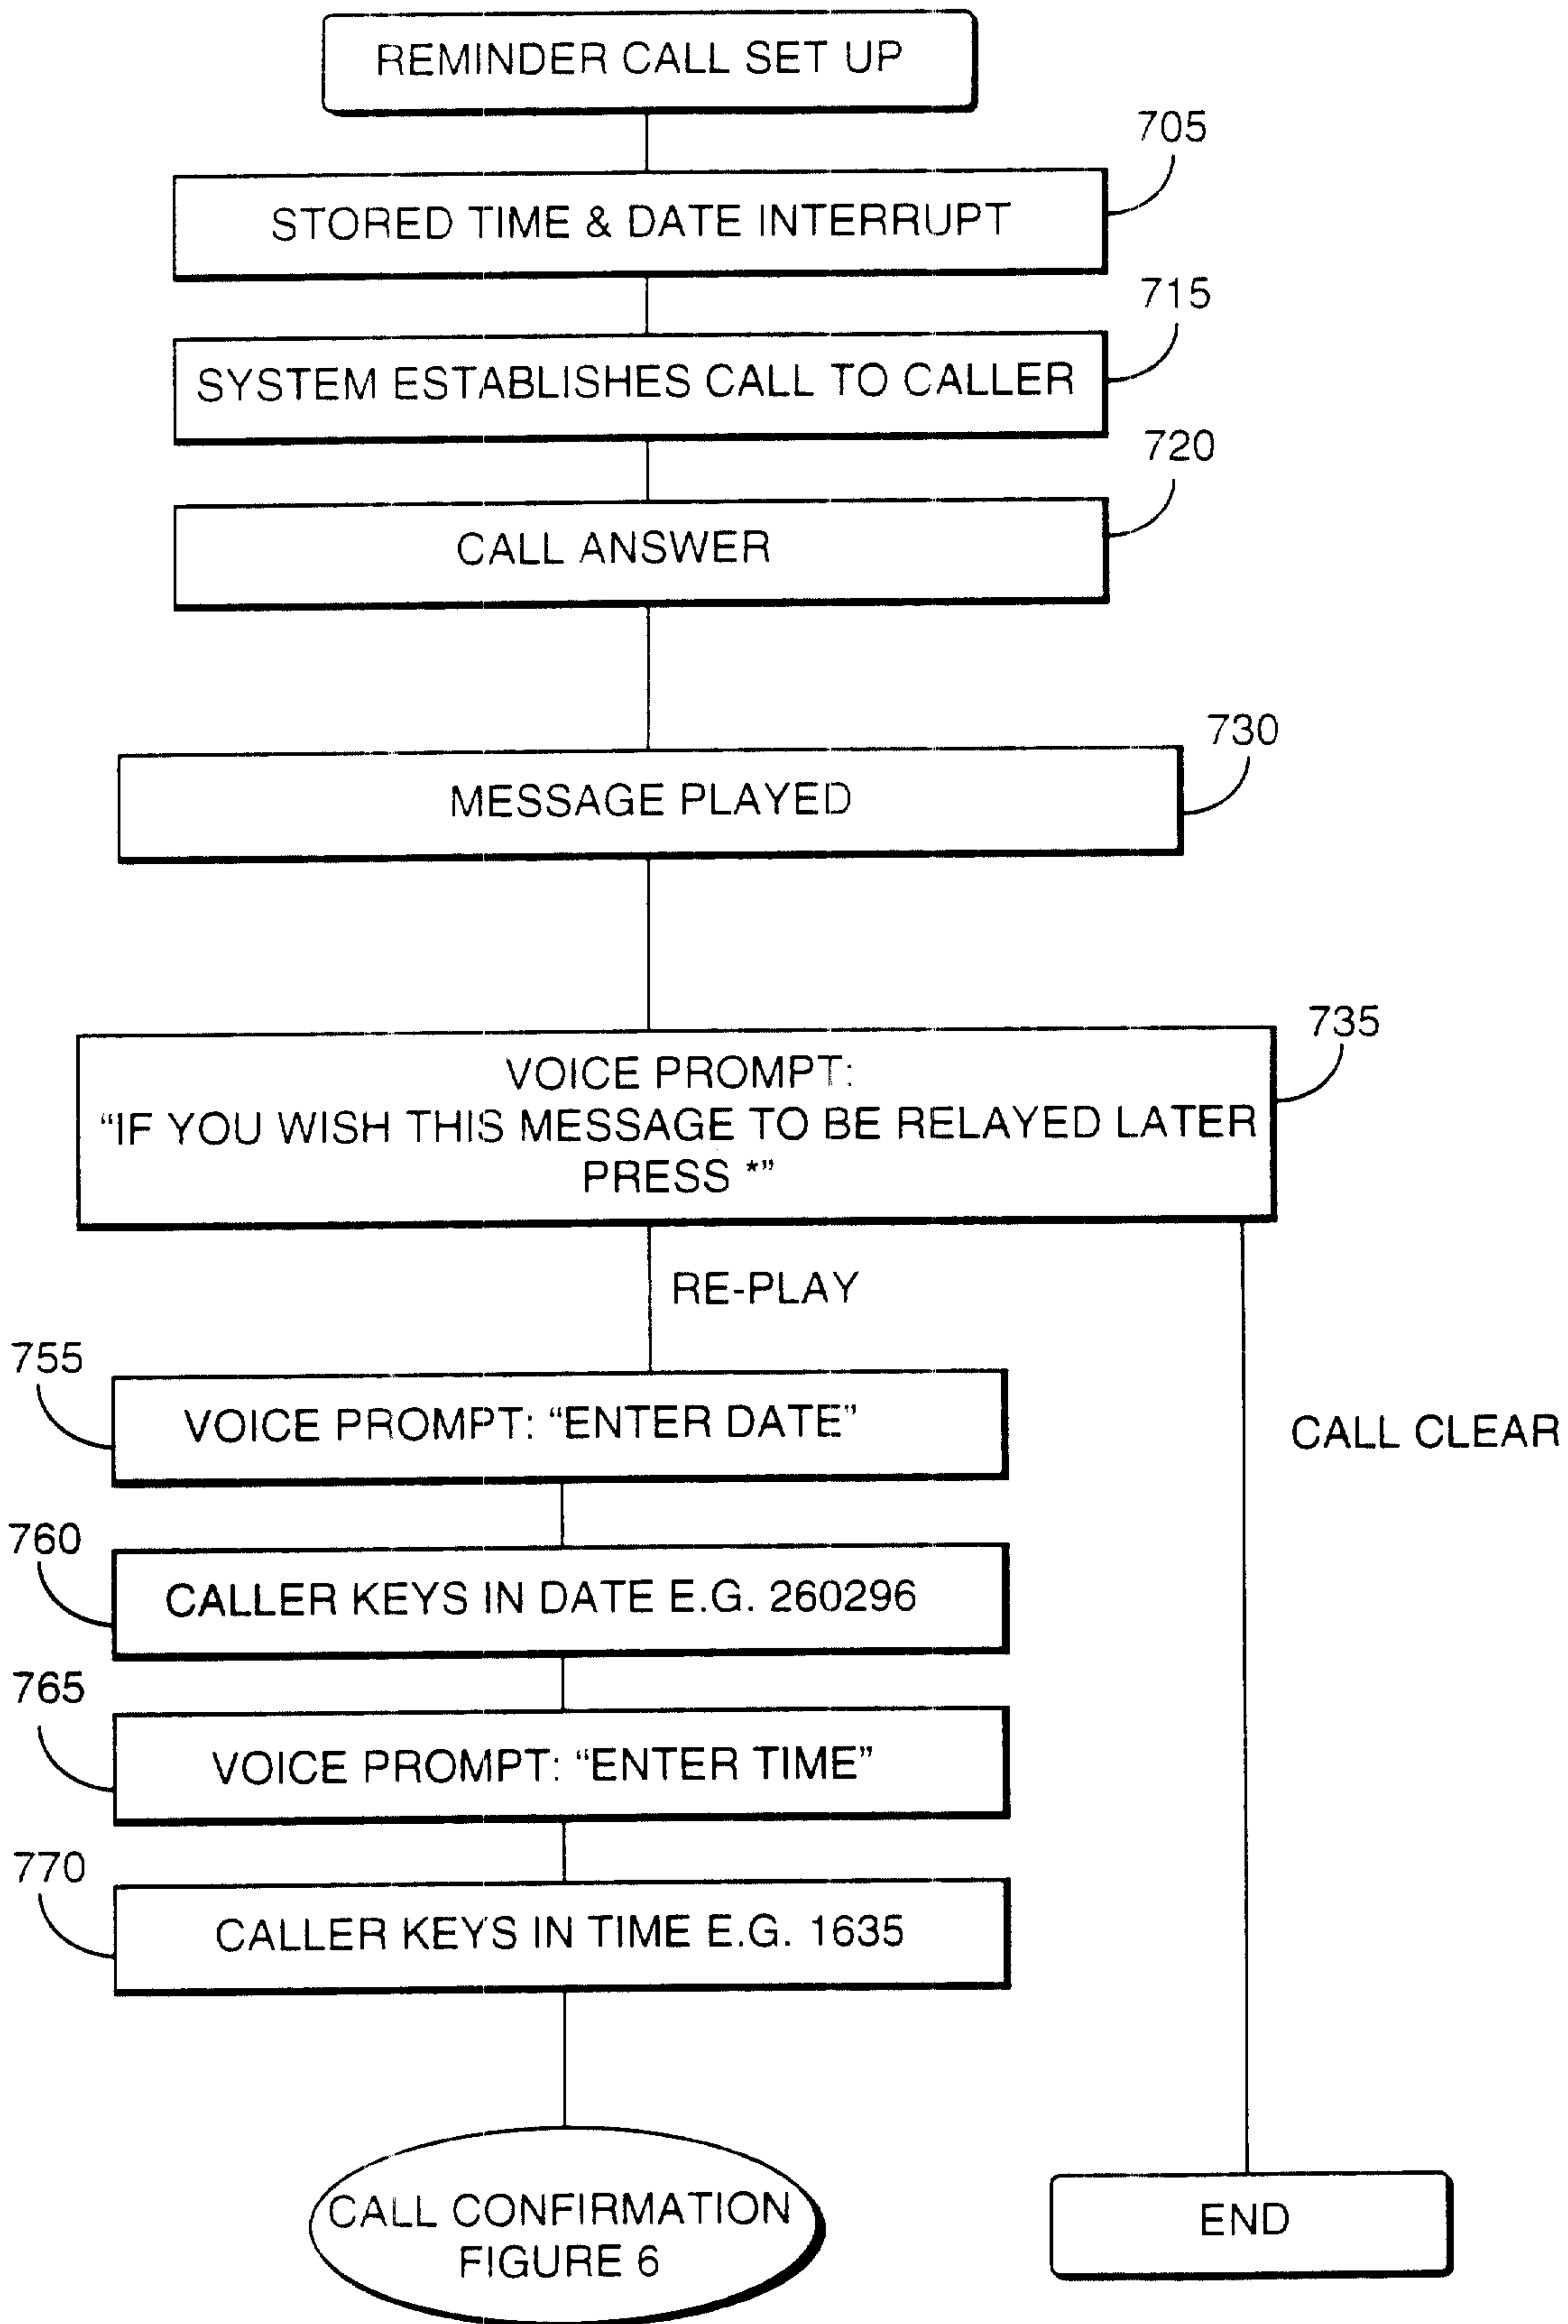 REMINDER CALL SET UP
705
STORED TIME & DATE INTERRUPT
715
SYSTEM ESTABLISHES CALL TO CALLER
720
CALL ANSWER
730
MESSAGE PLAYED
735
VOICE PROMPT:
“IF YOU WISH THIS MESSAGE TO BE RELAYED LATER
PRESS *”
RE-PLAY
755
VOICE PROMPT: “ENTER DATE”
CALL CLEAR
760
CALLER KEYS IN DATE E.G. 260296
765
VOICE PROMPT: “ENTER TIME”
770
CALLER KEYS IN TIME E.G. 1635
CALL CONFIRMATION
FIGURE 6
END